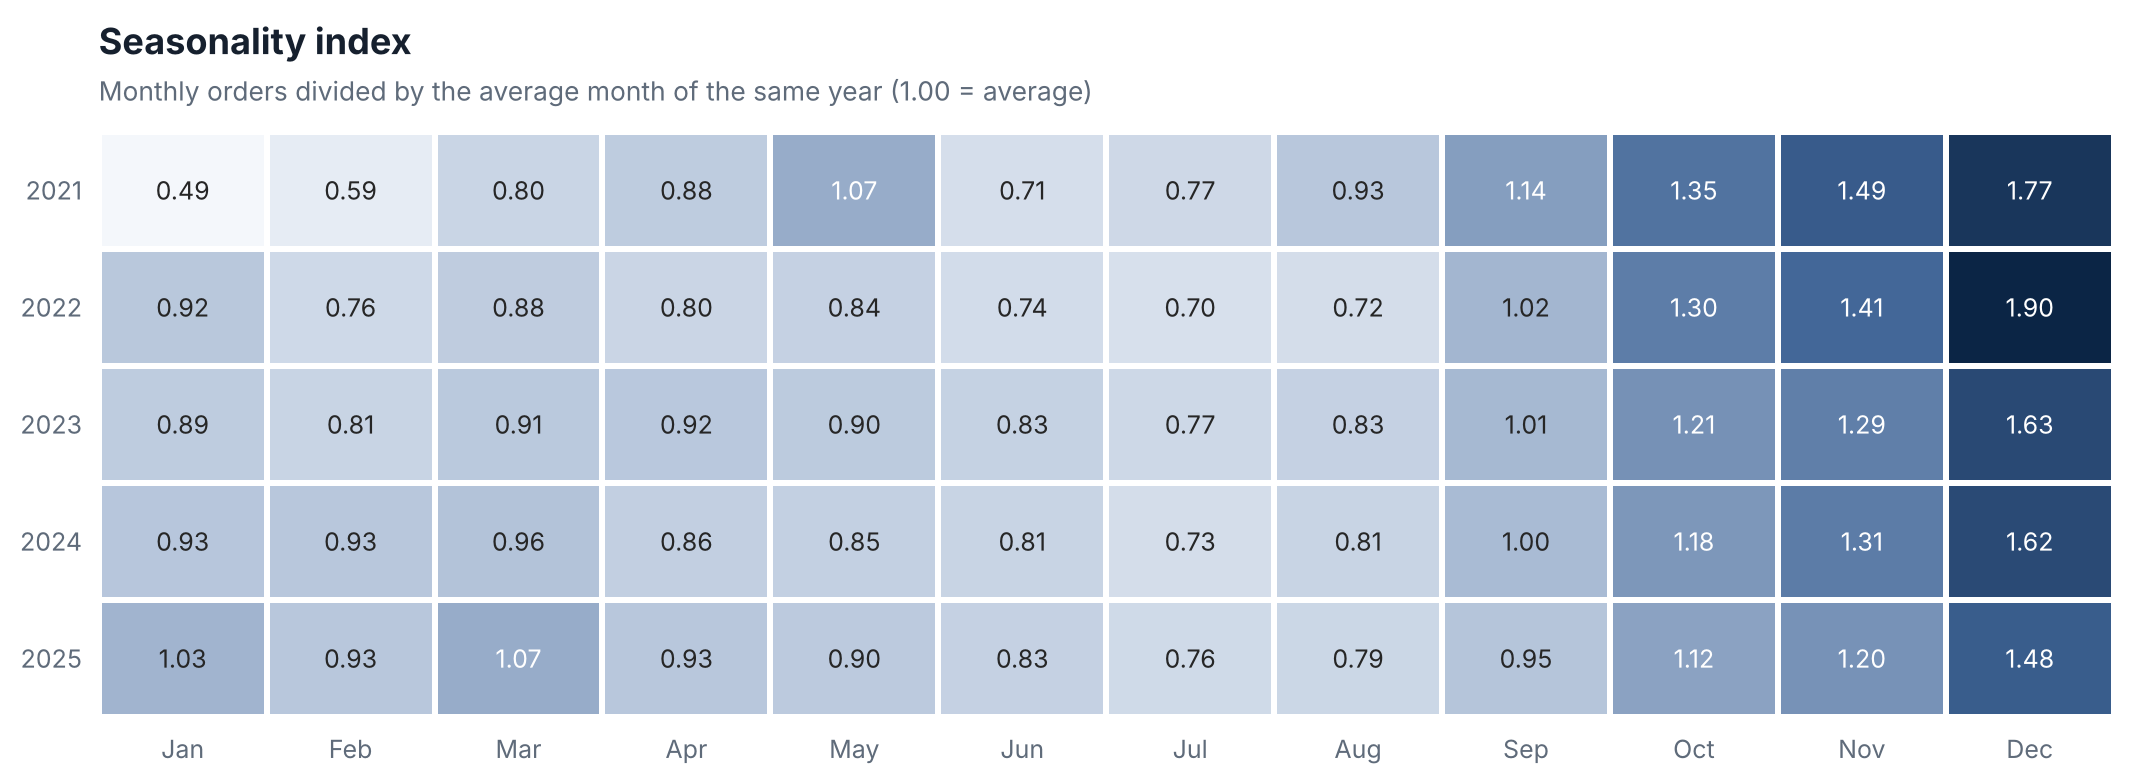 Seasonality index
Monthly orders divided by the average month of the same year (1.00 = average)
2021 0.49 0.59 0.80 0.88 1.07 0.71 0.77 0.93 1.14 1.35 1.49 1.77
2022 0.92 0.76 0.88 0.80 0.84 0.74 0.70 0.72 1.02 1.30 1.41 1.90
2023 0.89 0.81 0.91 0.92 0.90 0.83 0.77 0.83 1.01 1.21 1.29 1.63
2024 0.93 0.93 0.96 0.86 0.85 0.81 0.73 0.81 1.00 1.18 1.31 1.62
2025 1.03 0.93 1.07 0.93 0.90 0.83 0.76 0.79 0.95 1.12 1.20 1.48
Jan Feb Mar Apr May Jun Jul Aug Sep Oct Nov Dec